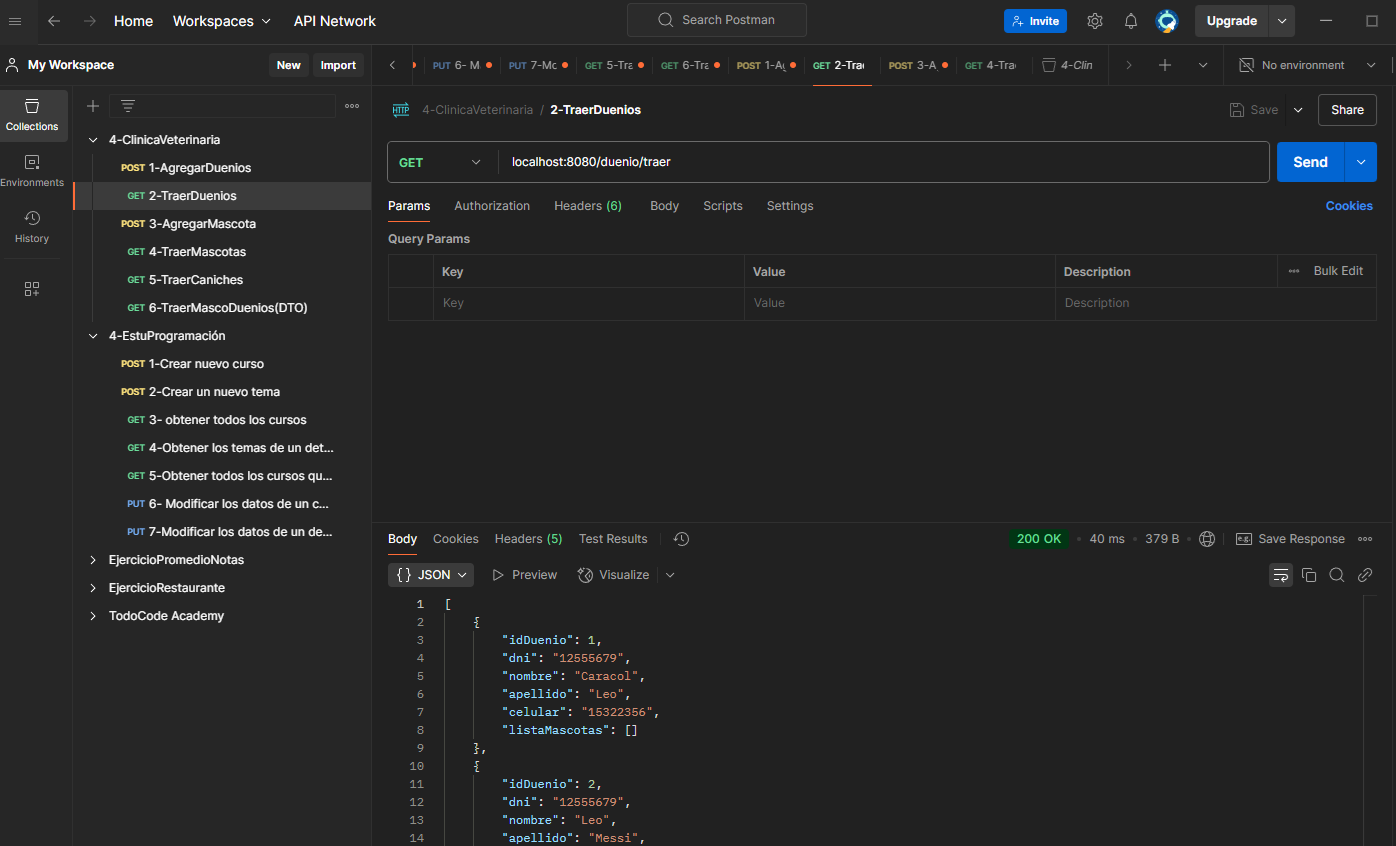 Home Workspaces API Network Search Postman Invite Upgrade
My Workspace New Import PUT 6- M PUT 7-Mc GET 5-Tra GET 6-Tra POST 1-A GET 2-Trae POST 3-A GET 4-Trae 4-Clin No environment
Collections
Environments
History
4-ClinicaVeterinaria
POST 1-AgregarDuenios
GET 2-TraerDuenios
POST 3-AgregarMascota
GET 4-TraerMascotas
GET 5-TraerCaniches
GET 6-TraerMascoDuenios(DTO)
4-EstuProgramación
POST 1-Crear nuevo curso
POST 2-Crear un nuevo tema
GET 3- obtener todos los cursos
GET 4-Obtener los temas de un det...
GET 5-Obtener todos los cursos qu...
PUT 6- Modificar los datos de un c...
PUT 7-Modificar los datos de un de...
EjercicioPromedioNotas
EjercicioRestaurante
TodoCode Academy
HTTP 4-ClinicaVeterinaria / 2-TraerDuenios Save Share
GET localhost:8080/duenio/traer Send
Params Authorization Headers (6) Body Scripts Settings Cookies
Query Params
Key Value Description Bulk Edit
Key Value Description
Body Cookies Headers (5) Test Results 200 OK • 40 ms • 379 B • e.g. Save Response
{} JSON Preview Visualize
1 [
2 {
3 "idDuenio": 1,
4 "dni": "12555679",
5 "nombre": "Caracol",
6 "apellido": "Leo",
7 "celular": "15322356",
8 "listaMascotas": []
9 },
10 {
11 "idDuenio": 2,
12 "dni": "12555679",
13 "nombre": "Leo",
14 "apellido": "Messi",